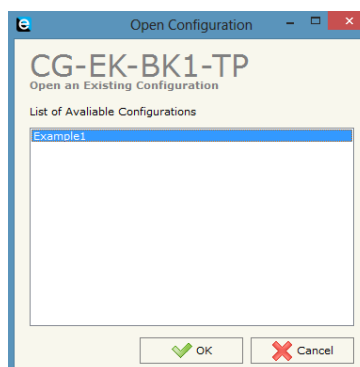 Open Configuration
CG-EK-BK1-TP
Open an Existing Configuration
List of Avaliable Configurations
Example1
OK
Cancel